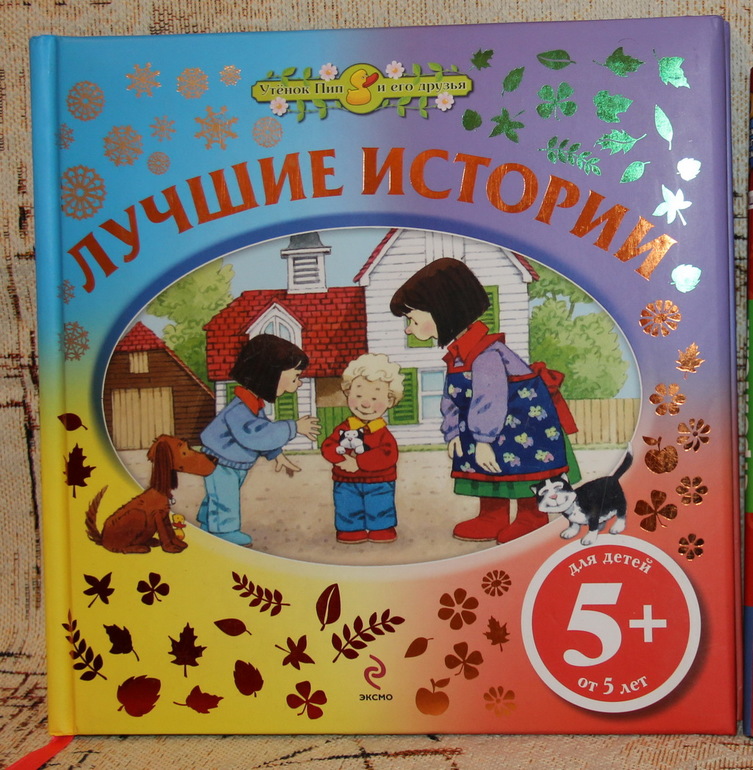 Утёнок Пип и его друзья
ЛУЧШИЕ ИСТОРИИ
для детей
5+
от 5 лет
ЭКСМО